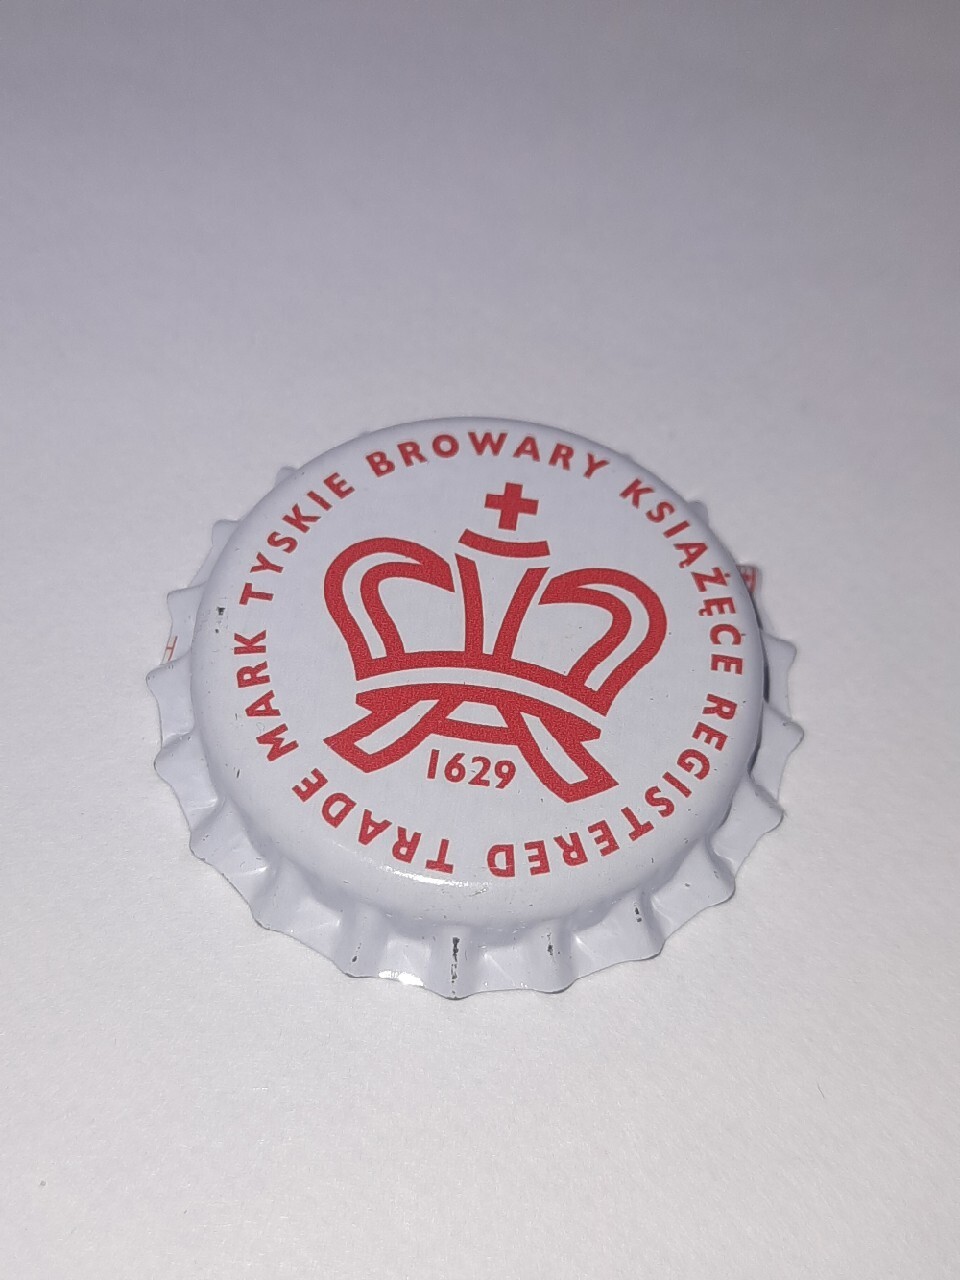 TYSKIE BROWARY KSIĄŻĘCE REGISTERED TRADE MARK
1629